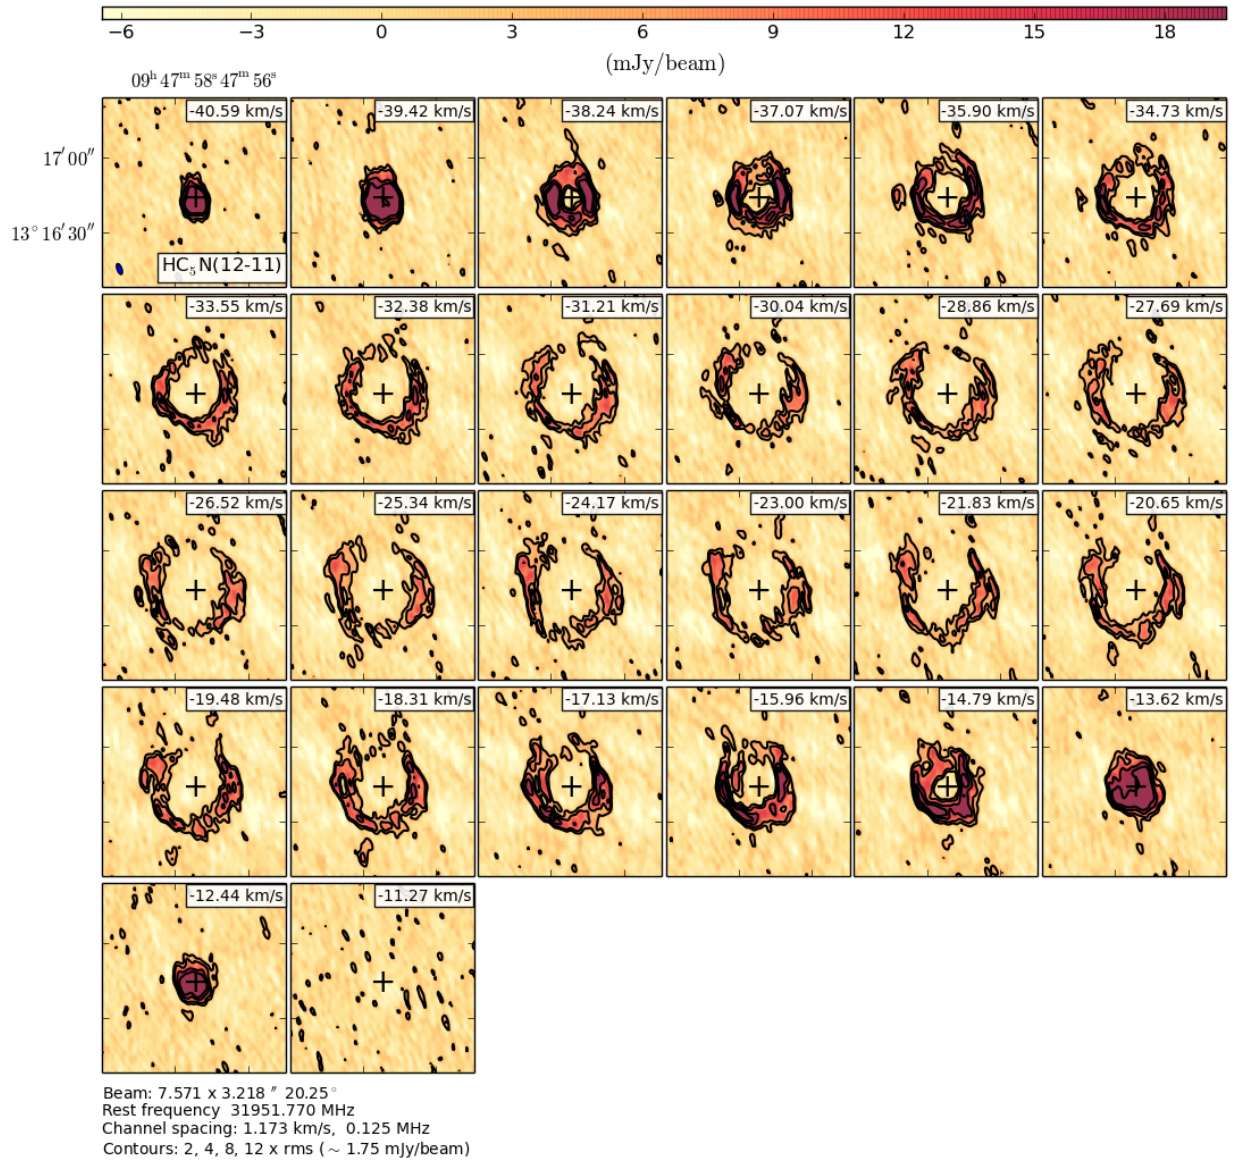 −6 −3 0 3 6 9 12 15 18
(mJy/beam)
09ʰ47ᵐ58ˢ47ᵐ56ˢ
-40.59 km/s -39.42 km/s -38.24 km/s -37.07 km/s -35.90 km/s -34.73 km/s
17′00″
13°16′30″
HC₅N(12-11)
-33.55 km/s -32.38 km/s -31.21 km/s -30.04 km/s -28.86 km/s -27.69 km/s
-26.52 km/s -25.34 km/s -24.17 km/s -23.00 km/s -21.83 km/s -20.65 km/s
-19.48 km/s -18.31 km/s -17.13 km/s -15.96 km/s -14.79 km/s -13.62 km/s
-12.44 km/s -11.27 km/s
Beam: 7.571 x 3.218 ″ 20.25°
Rest frequency 31951.770 MHz
Channel spacing: 1.173 km/s, 0.125 MHz
Contours: 2, 4, 8, 12 x rms (∼ 1.75 mJy/beam)